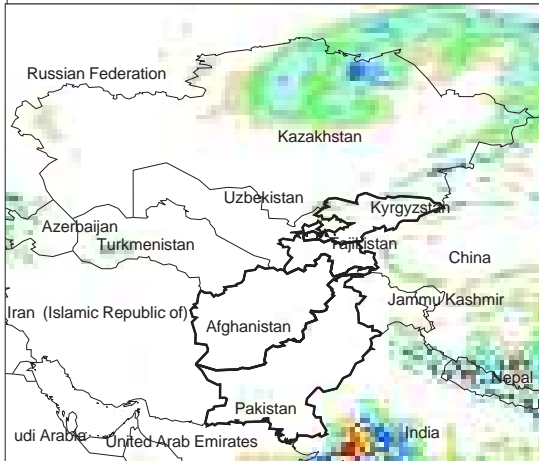 Russian Federation
Kazakhstan
Uzbekistan
Kyrgyzstan
Azerbaijan
Turkmenistan
Tajikistan
China
Jammu Kashmir
Iran (Islamic Republic of)
Afghanistan
Nepal
Pakistan
India
udi Arabia
United Arab Emirates